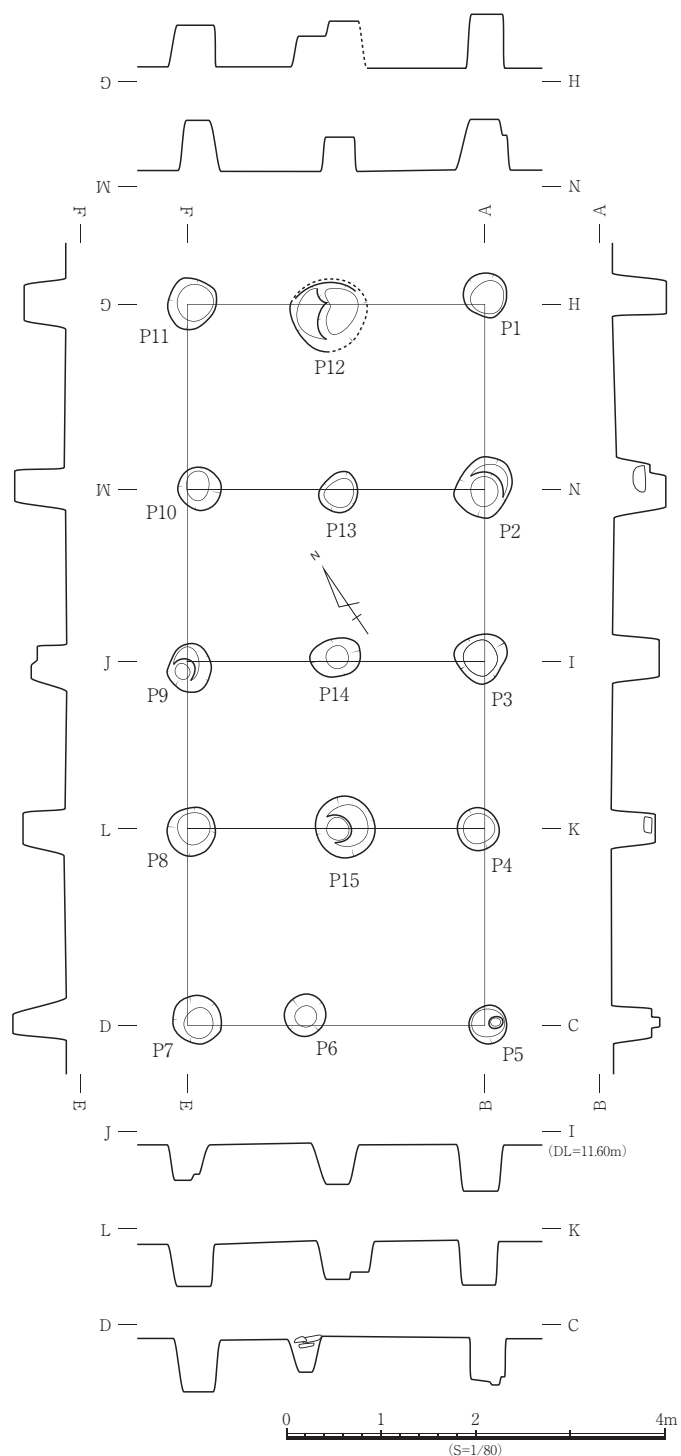 G H
M N
F F A A
G H
P11 P12 P1
M N
P10 P13 P2
N
J I
P9 P14 P3
L K
P8 P15 P4
D C
P7 P6 P5
E E B B
J I
(DL=11.60m)
L K
D C
0 1 2 4m
(S=1/80)